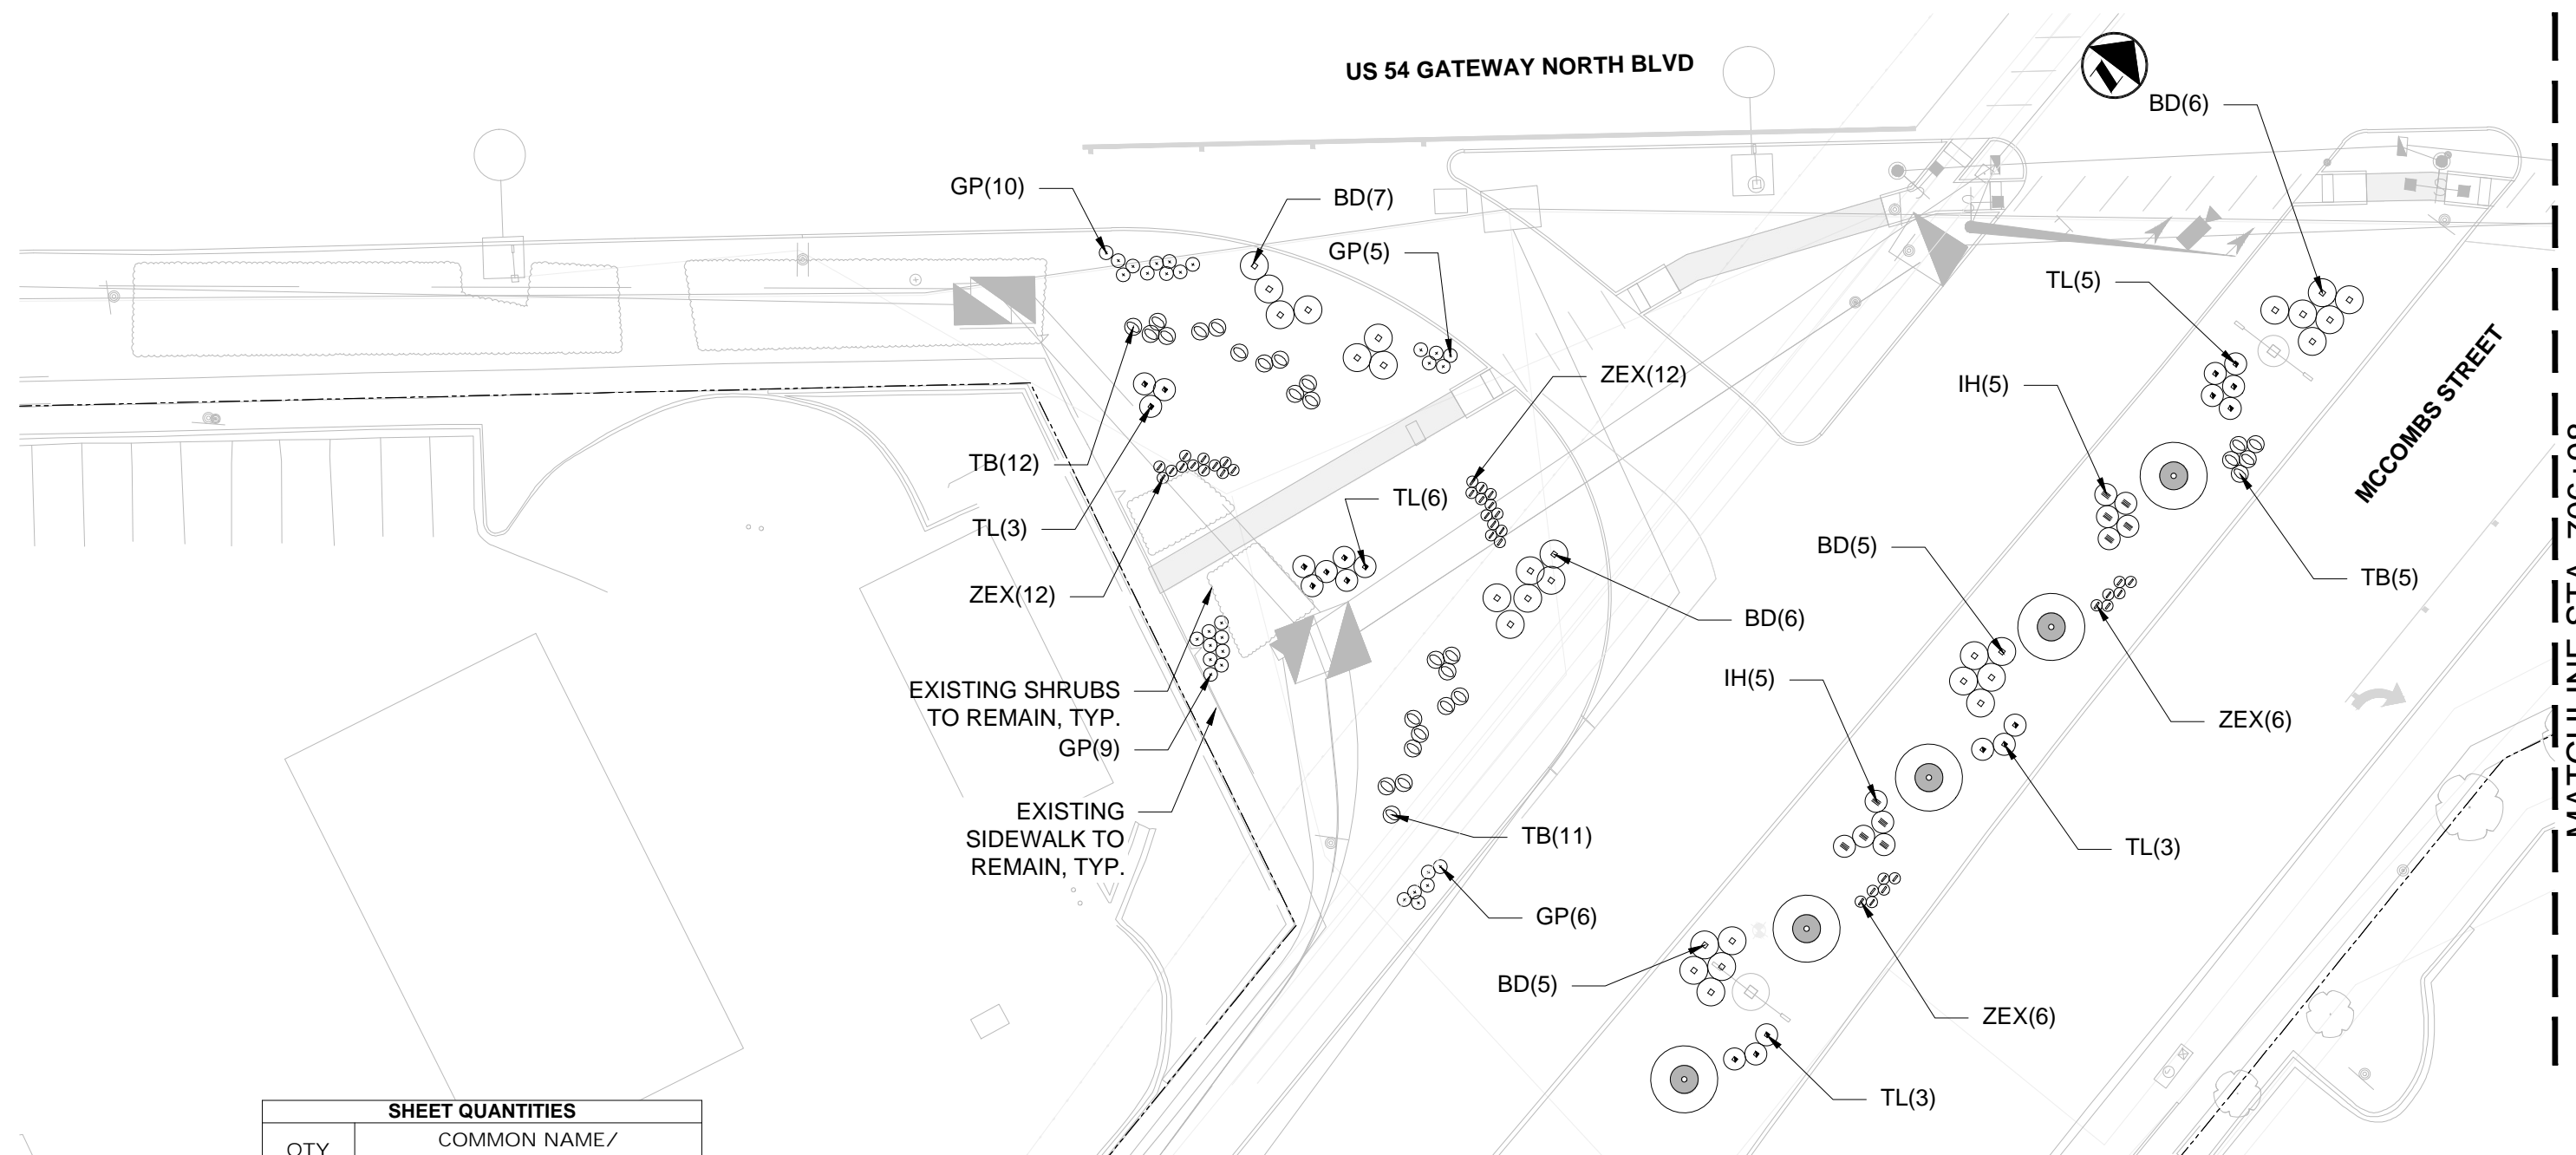 US 54 GATEWAY NORTH BLVD
BD(6)
GP(10)
BD(7)
GP(5)
TL(5)
ZEX(12)
IH(5)
MCCOMBS STREET
TB(12)
TL(6)
TL(3)
BD(5)
TB(5)
ZEX(12)
BD(6)
IH(5)
EXISTING SHRUBS
TO REMAIN, TYP.
GP(9)
ZEX(6)
EXISTING
SIDEWALK TO
REMAIN, TYP.
TB(11)
TL(3)
GP(6)
BD(5)
ZEX(6)
TL(3)
SHEET QUANTITIES
QTY
COMMON NAME/